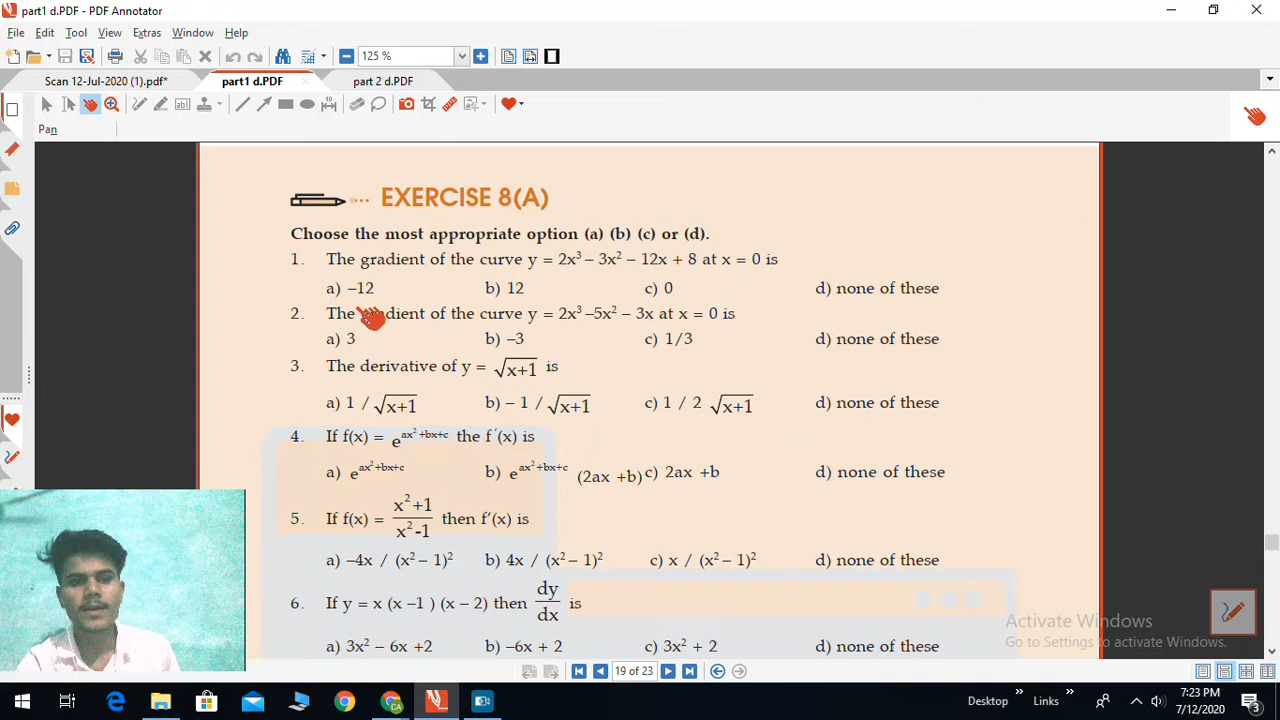 part1 d.PDF - PDF Annotator
File Edit Tool View Extras Window Help
125 %
Scan 12-Jul-2020 (1).pdf* part1 d.PDF part 2 d.PDF
Pan
EXERCISE 8(A)
Choose the most appropriate option (a) (b) (c) or (d).
1. The gradient of the curve y = 2x³ – 3x² – 12x + 8 at x = 0 is
a) –12 b) 12 c) 0 d) none of these
2. The gradient of the curve y = 2x³ –5x² – 3x at x = 0 is
a) 3 b) –3 c) 1/3 d) none of these
3. The derivative of y = √x+1 is
a) 1 / √x+1 b) – 1 / √x+1 c) 1 / 2 √x+1 d) none of these
4. If f(x) = e^ax²+bx+c the f′(x) is
a) e^ax²+bx+c b) e^ax²+bx+c (2ax +b) c) 2ax +b d) none of these
5. If f(x) = x²+1 / x²-1 then f′(x) is
a) –4x / (x² – 1)² b) 4x / (x² – 1)² c) x / (x² – 1)² d) none of these
6. If y = x (x –1 ) (x – 2) then dy/dx is
a) 3x² – 6x +2 b) –6x + 2 c) 3x² + 2 d) none of these
Activate Windows
Go to Settings to activate Windows.
19 of 23
Desktop Links
7:23 PM
7/12/2020
3